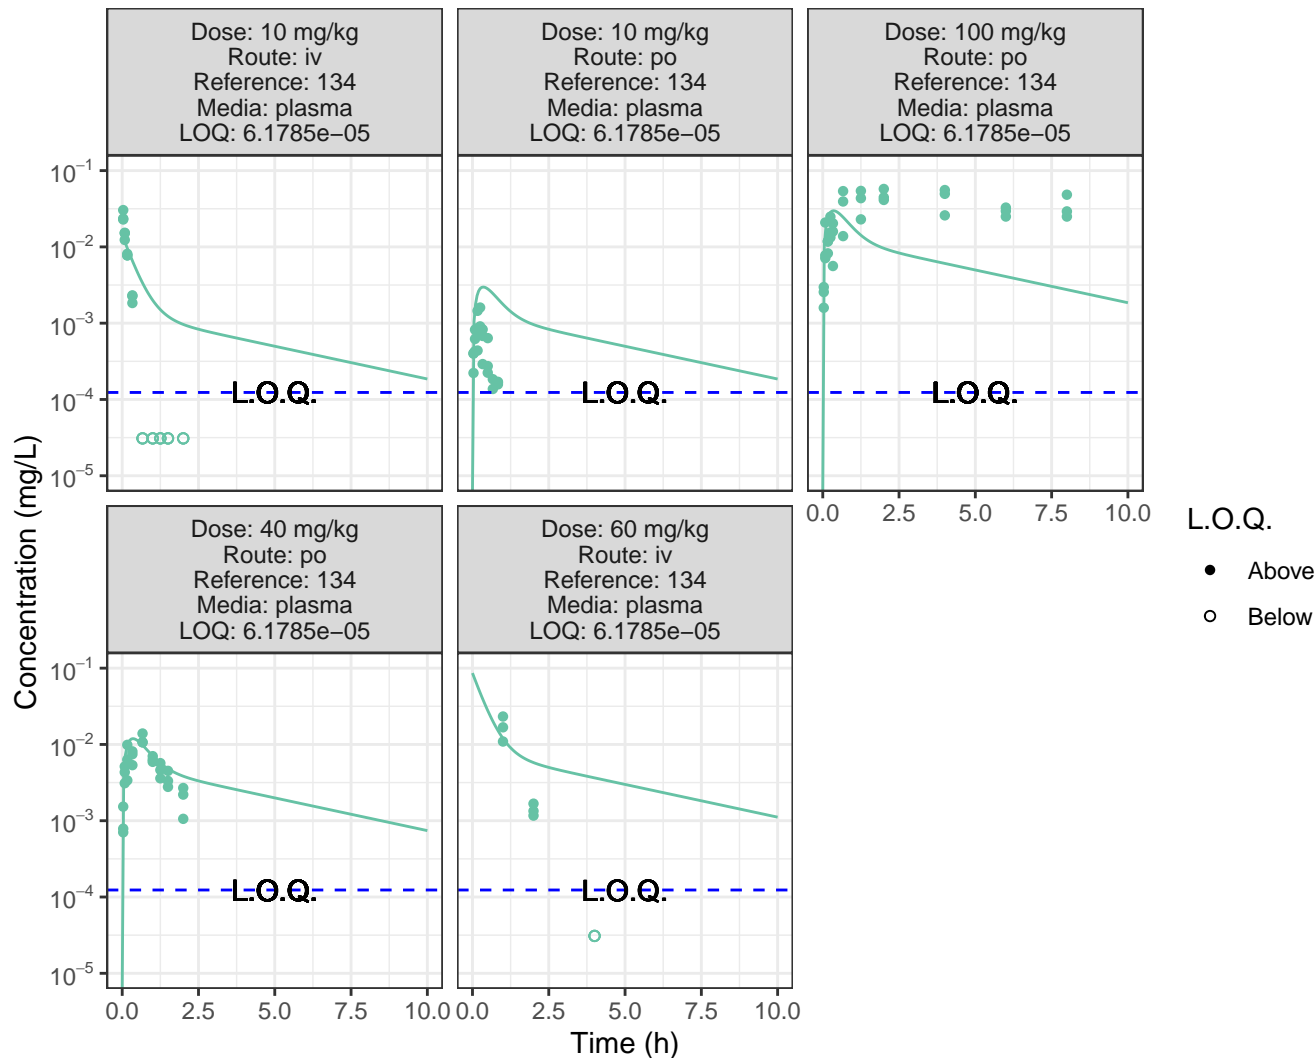 Dose: 10 mg/kg
Route: iv
Reference: 134
Media: plasma
LOQ: 6.1785e−05
Dose: 10 mg/kg
Route: po
Reference: 134
Media: plasma
LOQ: 6.1785e−05
Dose: 100 mg/kg
Route: po
Reference: 134
Media: plasma
LOQ: 6.1785e−05
10⁻¹
10⁻²
10⁻³
10⁻⁴
10⁻⁵
L.O.Q.
L.O.Q.
L.O.Q.
0.0 2.5 5.0 7.5 10.0
Concentration (mg/L)
Dose: 40 mg/kg
Route: po
Reference: 134
Media: plasma
LOQ: 6.1785e−05
Dose: 60 mg/kg
Route: iv
Reference: 134
Media: plasma
LOQ: 6.1785e−05
10⁻¹
10⁻²
10⁻³
10⁻⁴
10⁻⁵
L.O.Q.
L.O.Q.
0.0 2.5 5.0 7.5 10.0
0.0 2.5 5.0 7.5 10.0
Time (h)
L.O.Q.
Above
Below